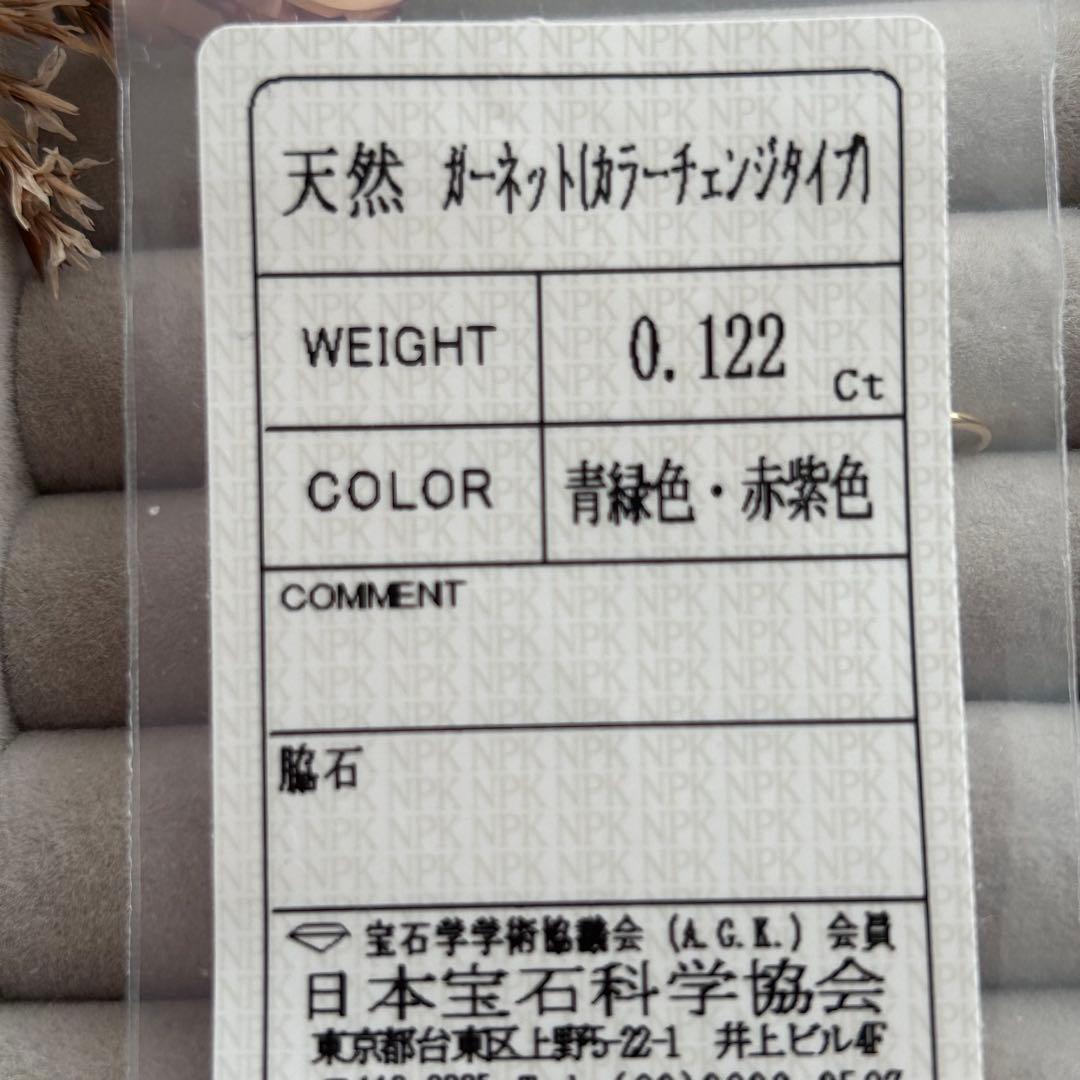 天然 ガーネット(カラーチェンジタイプ)
WEIGHT 0.122 Ct
COLOR 青緑色・赤紫色
COMMENT
脇石
宝石学学術協議会 (A.G.K.) 会員
日本宝石科学協会
東京都台東区上野5-22-1 井上ビル4F